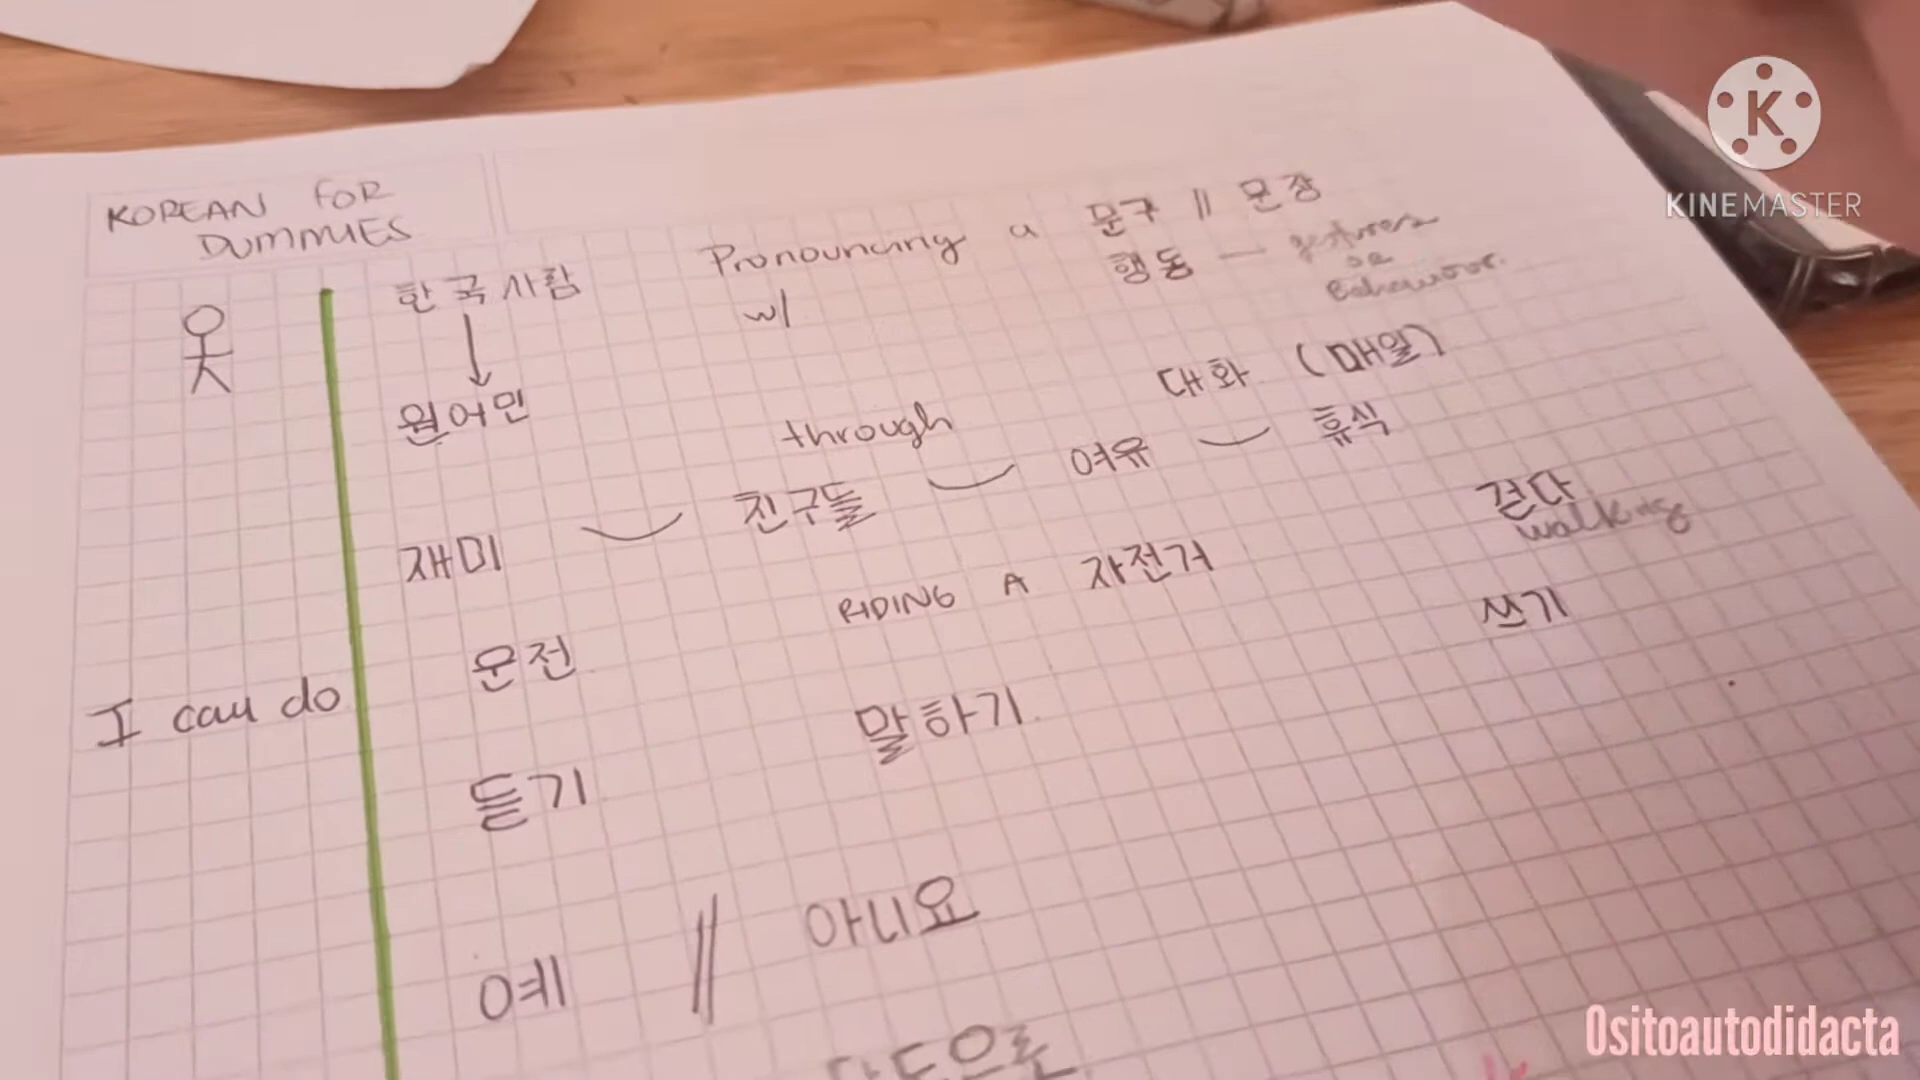 KINEMASTER
KOREAN FOR
DUMMIES
한국사람
Pronouncing a 문구 || 문장
w/ 행동 — gestures
or
behaviour.
원어민
대화 (매일)
through
재미 친구들 여유 휴식
걷다
walking
운전 RIDING A 자전거 쓰기
I can do
듣기 말하기
예 || 아니요
Ositoautodidacta